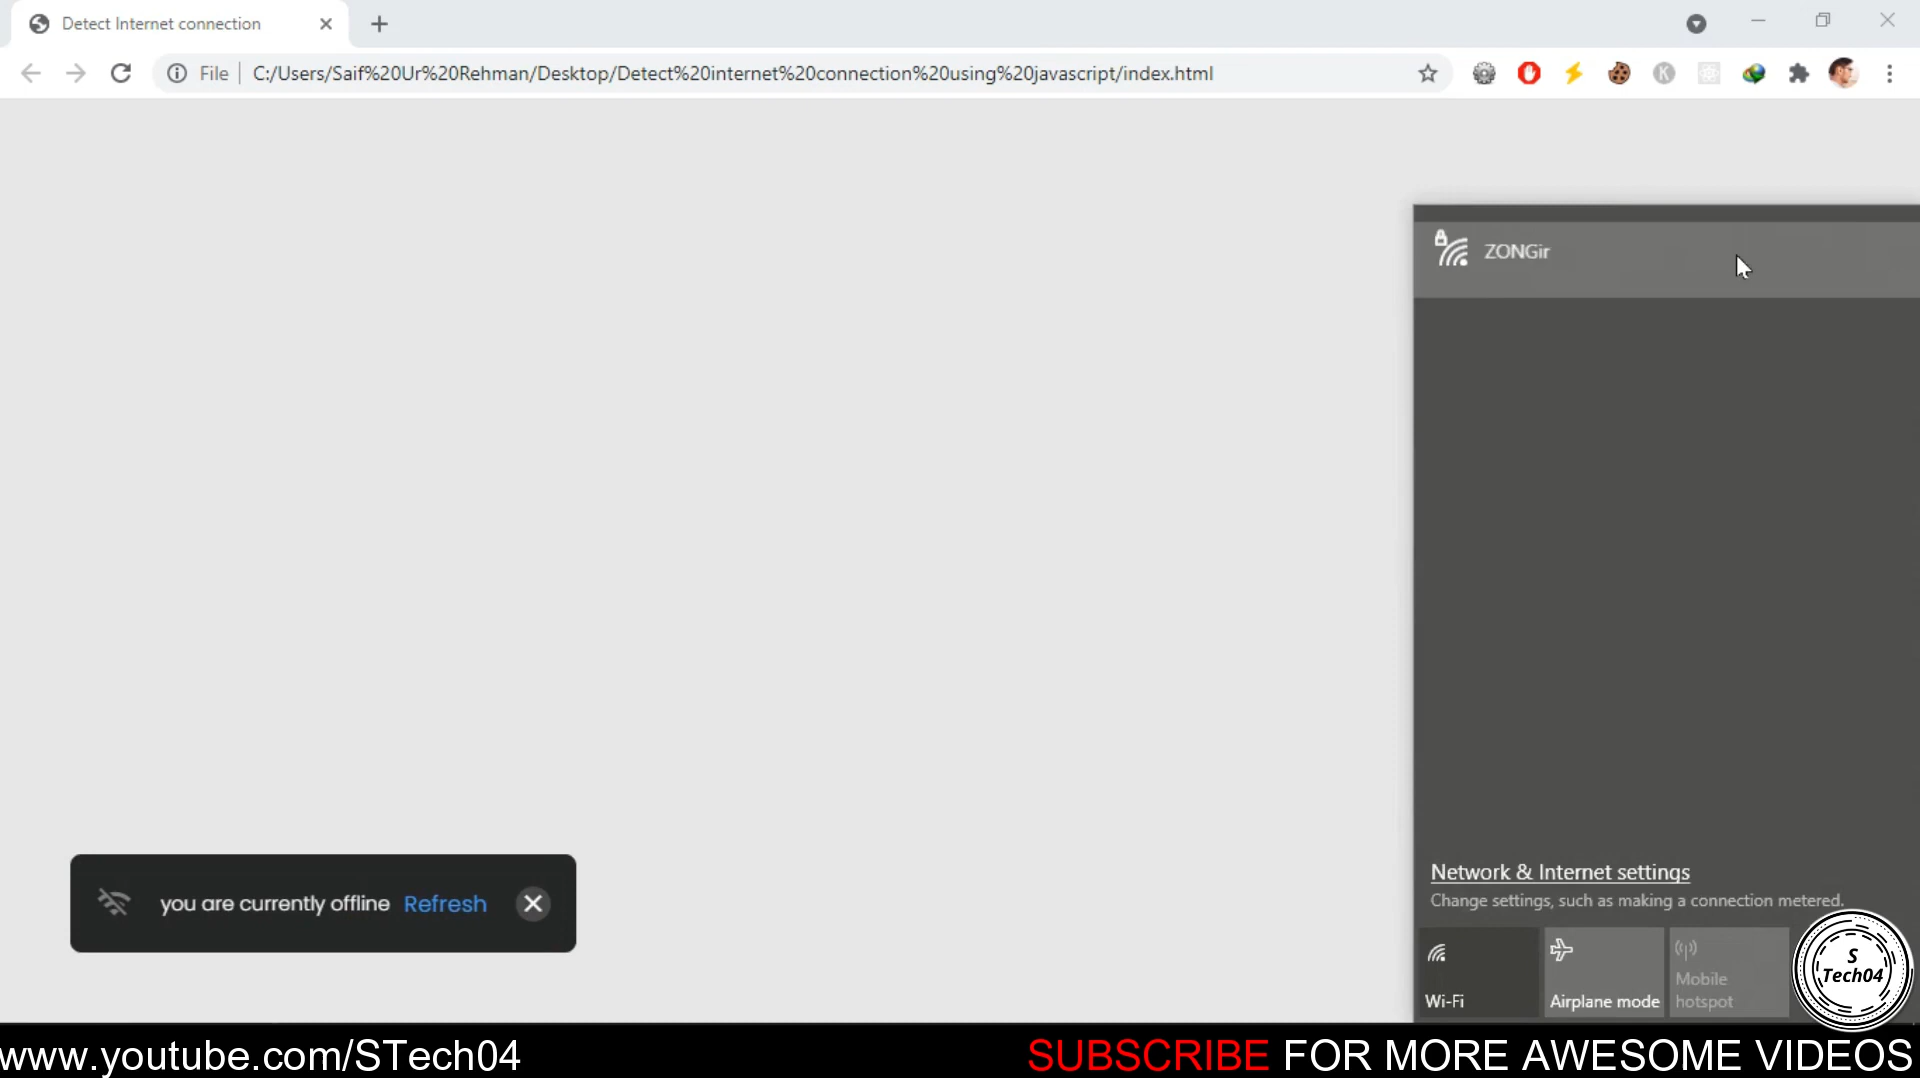 Detect Internet connection
File
C:/Users/Saif%20Ur%20Rehman/Desktop/Detect%20internet%20connection%20using%20javascript/index.html
K
ZONGir
you are currently offline Refresh
Network & Internet settings
Change settings, such as making a connection metered.
Wi-Fi
Airplane mode
Mobile
hotspot
S
Tech04
www.youtube.com/STech04
SUBSCRIBE FOR MORE AWESOME VIDEOS